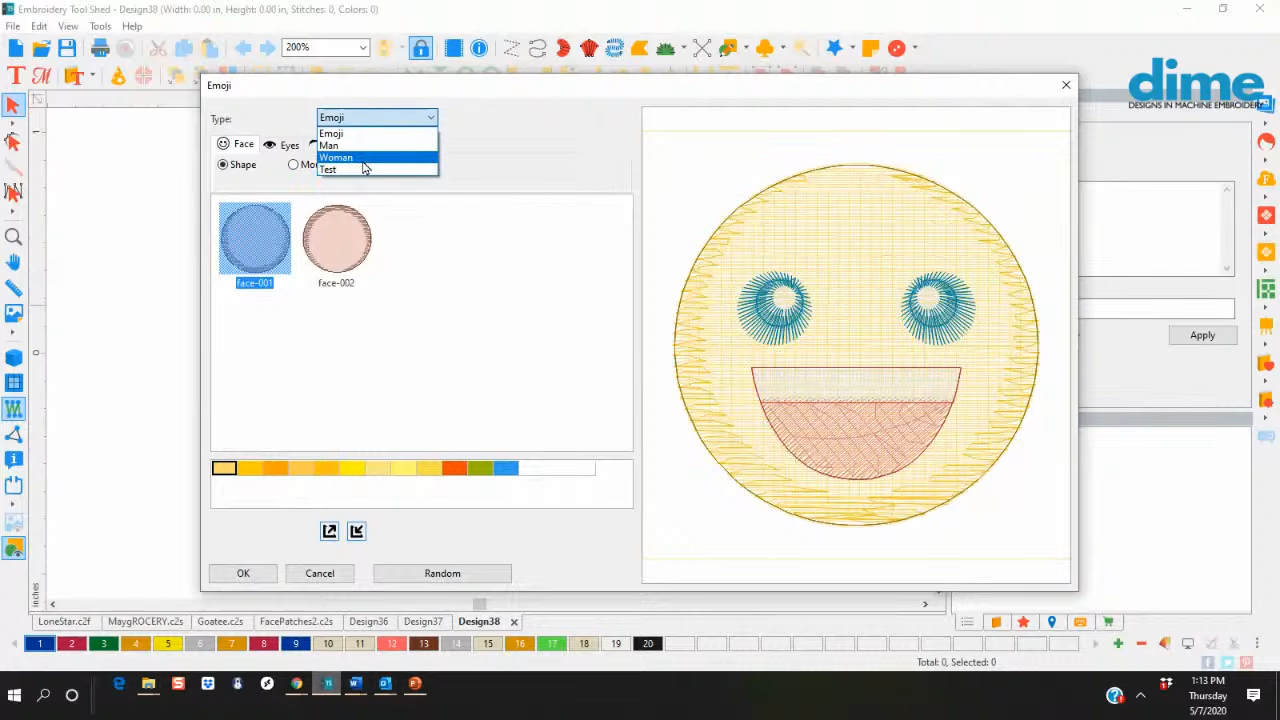 Embroidery Tool Shed - Design38 (Width: 0.00 in, Height: 0.00 in, Stitches: 0, Colors: 0)
File Edit View Tools Help
200%
dime
DESIGNS IN MACHINE EMBROIDERY
Emoji
Type: Emoji
Emoji
Man
Woman
Test
Face Eyes
Shape Mo
face-001 face-002
Apply
OK Cancel Random
1
0
inches
LoneStar.c2f MaygROCERY.c2s Goatee.c2s FacePatches2.c2s Design36 Design37 Design38
1 2 3 4 5 6 7 8 9 10 11 12 13 14 15 16 17 18 19 20
Total: 0, Selected: 0
1:13 PM
Thursday
5/7/2020